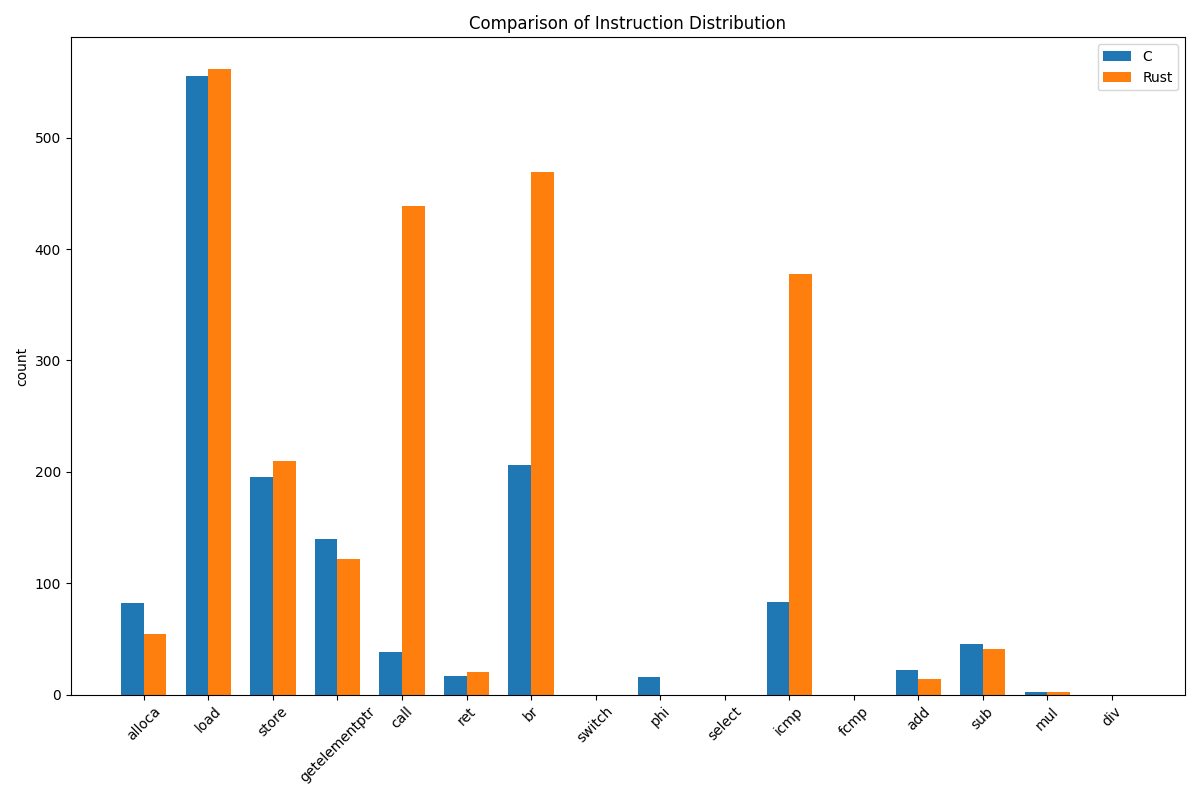 Comparison of Instruction Distribution
C
Rust
count
500
400
300
200
100
0
alloca
load
store
getelementptr
call
ret
br
switch
phi
select
icmp
fcmp
add
sub
mul
div